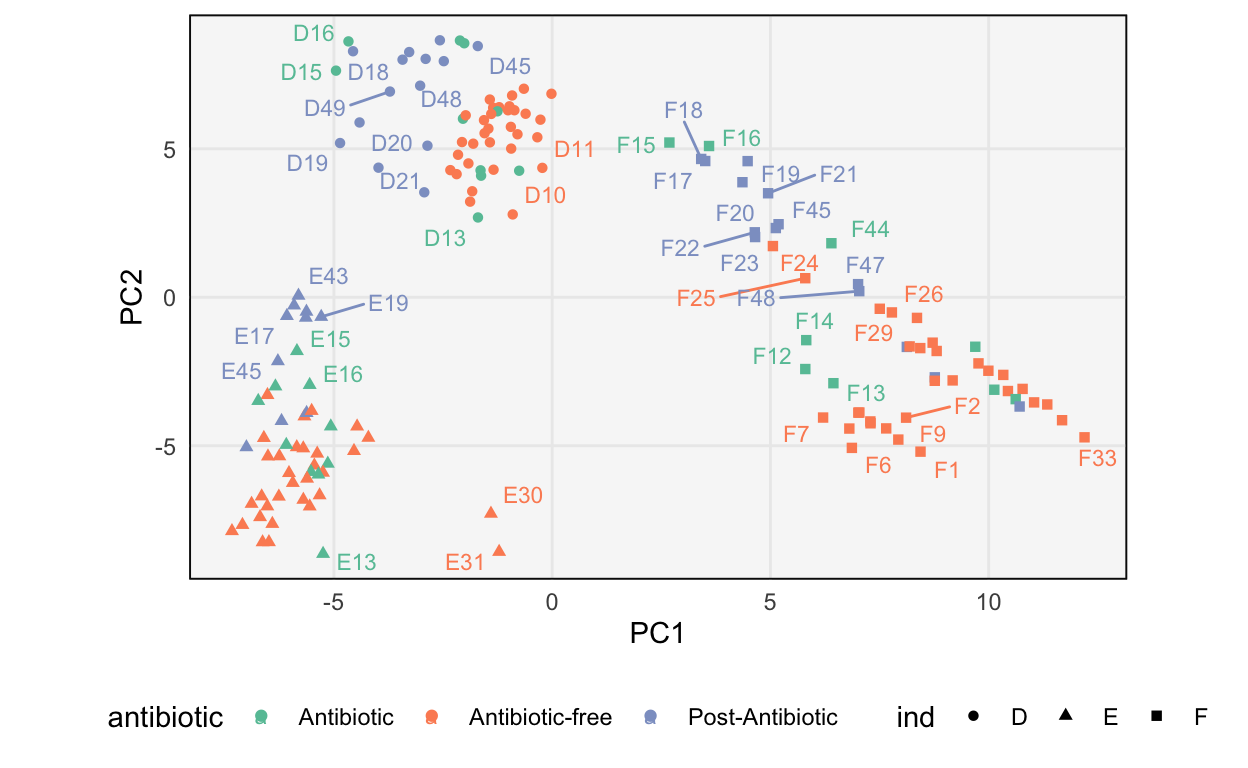 D16
D45
D15 D18
D49 D48
F18
F15 F16
D20 D11
5
D19
F17 F19 F21
D21
D10
F20 F45
D13
F22 F44
F23 F24 F47
E43
PC2
0
F25 F48 F26
E19
E17 E15
F14
F29
E45 E16
F12
F13
F2
F7 F9
-5
F6 F1 F33
E30
E13 E31
-5 0 5 10
PC1
antibiotic Antibiotic Antibiotic-free Post-Antibiotic ind D E F